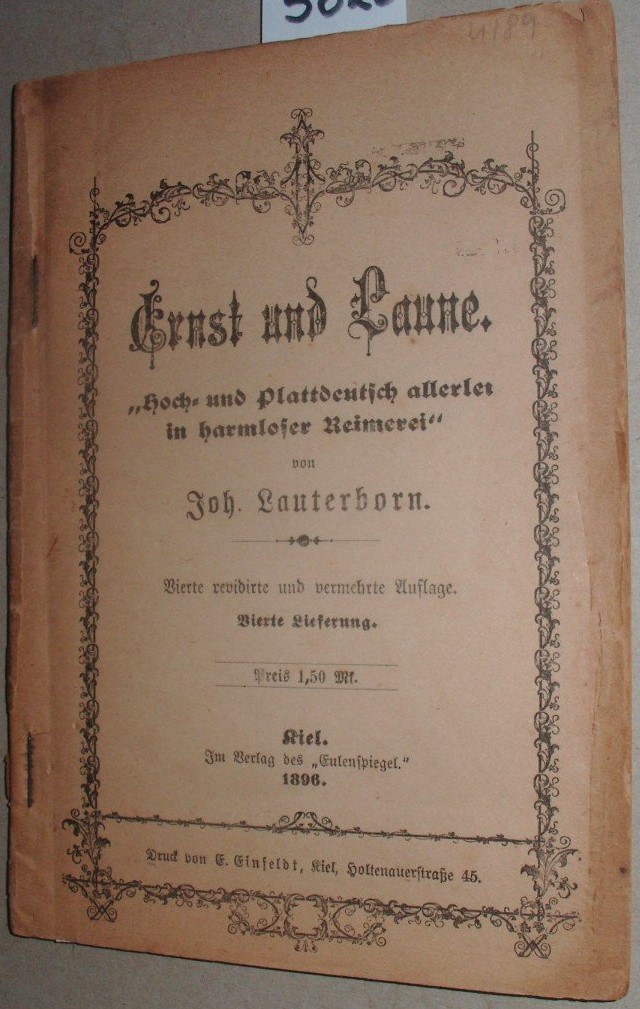 4189
Ernst und Laune.
„Hoch- und Plattdeutsch allerlei
in harmloser Reimerei“
von
Joh. Lauterborn.
Vierte revidirte und vermehrte Auflage.
Vierte Lieferung.
Preis 1,50 Mk.
Kiel.
Im Verlag des „Eulenspiegel.“
1896.
Druck von E. Einfeldt, Kiel, Holtenauerstraße 45.